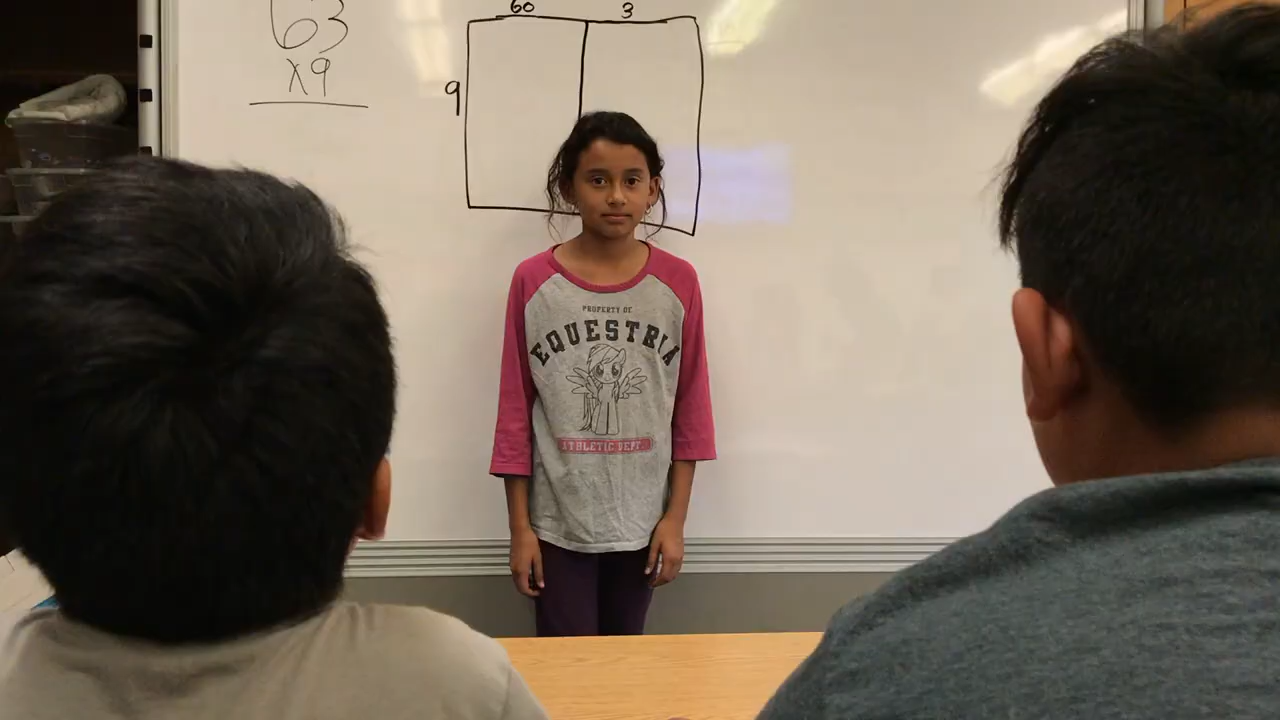 63
x9
60 3
9
PROPERTY OF
EQUESTRIA
ATHLETIC DEPT.